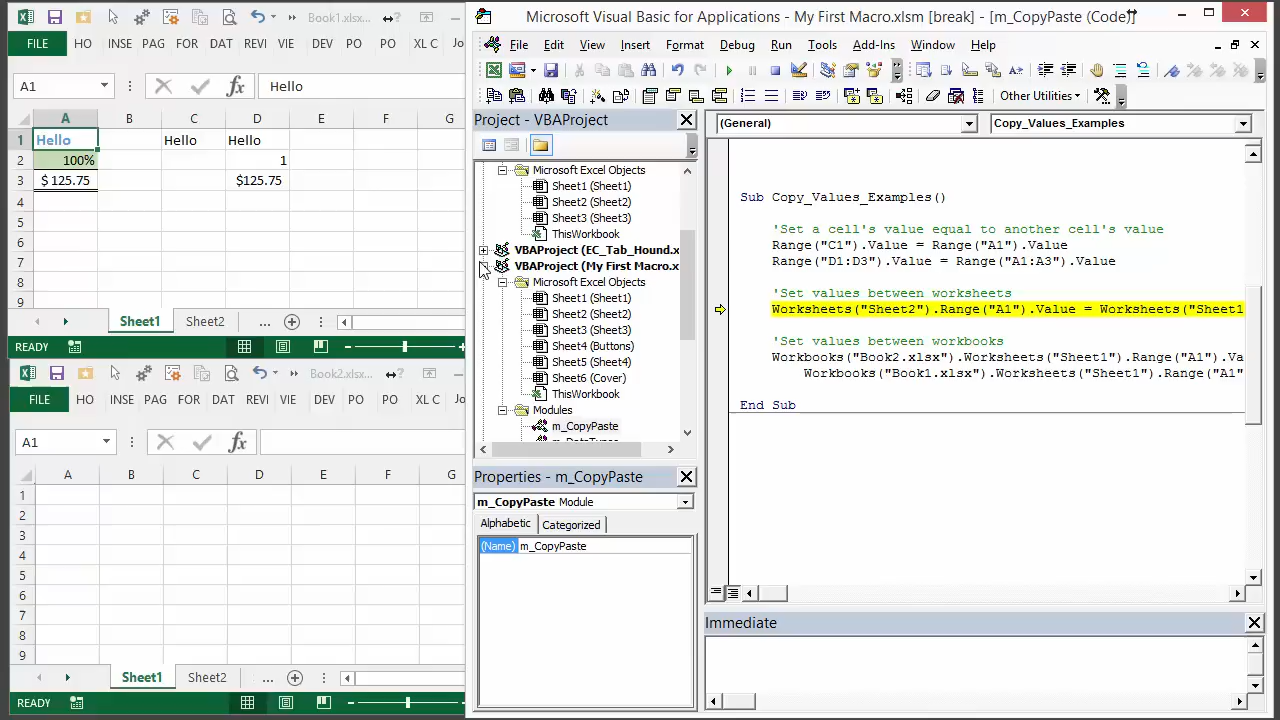 Book1.xlsx...
FILE HO INSE PAG FOR DAT REVI VIE DEV PO PO XL C Jo
A1 fx Hello
A B C D E F G
1 Hello Hello Hello
2 100% 1
3 $ 125.75 $125.75
4
5
6
7
8
9
Sheet1 Sheet2 ...
READY
Book2.xlsx...
FILE HO INSE PAG FOR DAT REVI VIE DEV PO PO XL C Jo
A1 fx
A B C D E F G
1
2
3
4
5
6
7
8
9
Sheet1 Sheet2 ...
READY
Microsoft Visual Basic for Applications - My First Macro.xlsm [break] - [m_CopyPaste (Code)]
File Edit View Insert Format Debug Run Tools Add-Ins Window Help
Other Utilities
Project - VBAProject
Microsoft Excel Objects
Sheet1 (Sheet1)
Sheet2 (Sheet2)
Sheet3 (Sheet3)
ThisWorkbook
VBAProject (EC_Tab_Hound.x
VBAProject (My First Macro.x
Microsoft Excel Objects
Sheet1 (Sheet1)
Sheet2 (Sheet2)
Sheet3 (Sheet3)
Sheet4 (Buttons)
Sheet5 (Sheet4)
Sheet6 (Cover)
ThisWorkbook
Modules
m_CopyPaste
m_DataTypes
Properties - m_CopyPaste
m_CopyPaste Module
Alphabetic Categorized
(Name) m_CopyPaste
(General) Copy_Values_Examples
Sub Copy_Values_Examples()
'Set a cell's value equal to another cell's value
Range("C1").Value = Range("A1").Value
Range("D1:D3").Value = Range("A1:A3").Value
'Set values between worksheets
Worksheets("Sheet2").Range("A1").Value = Worksheets("Sheet1
'Set values between workbooks
Workbooks("Book2.xlsx").Worksheets("Sheet1").Range("A1").Va
Workbooks("Book1.xlsx").Worksheets("Sheet1").Range("A1"
End Sub
Immediate